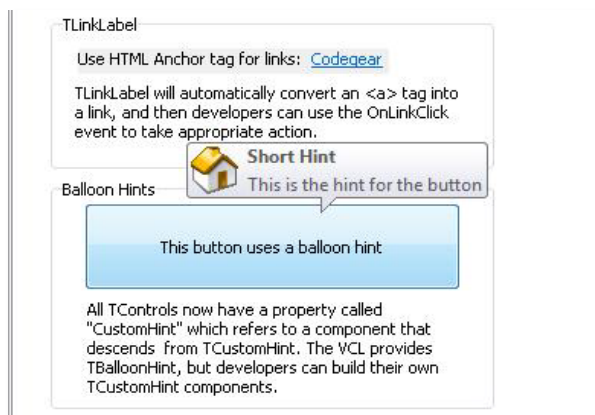 TLinkLabel
Use HTML Anchor tag for links: Codegear
TLinkLabel will automatically convert an <a> tag into
a link, and then developers can use the OnLinkClick
event to take appropriate action.
Short Hint
This is the hint for the button
Balloon Hints
This button uses a balloon hint
All TControls now have a property called
"CustomHint" which refers to a component that
descends from TCustomHint. The VCL provides
TBalloonHint, but developers can build their own
TCustomHint components.